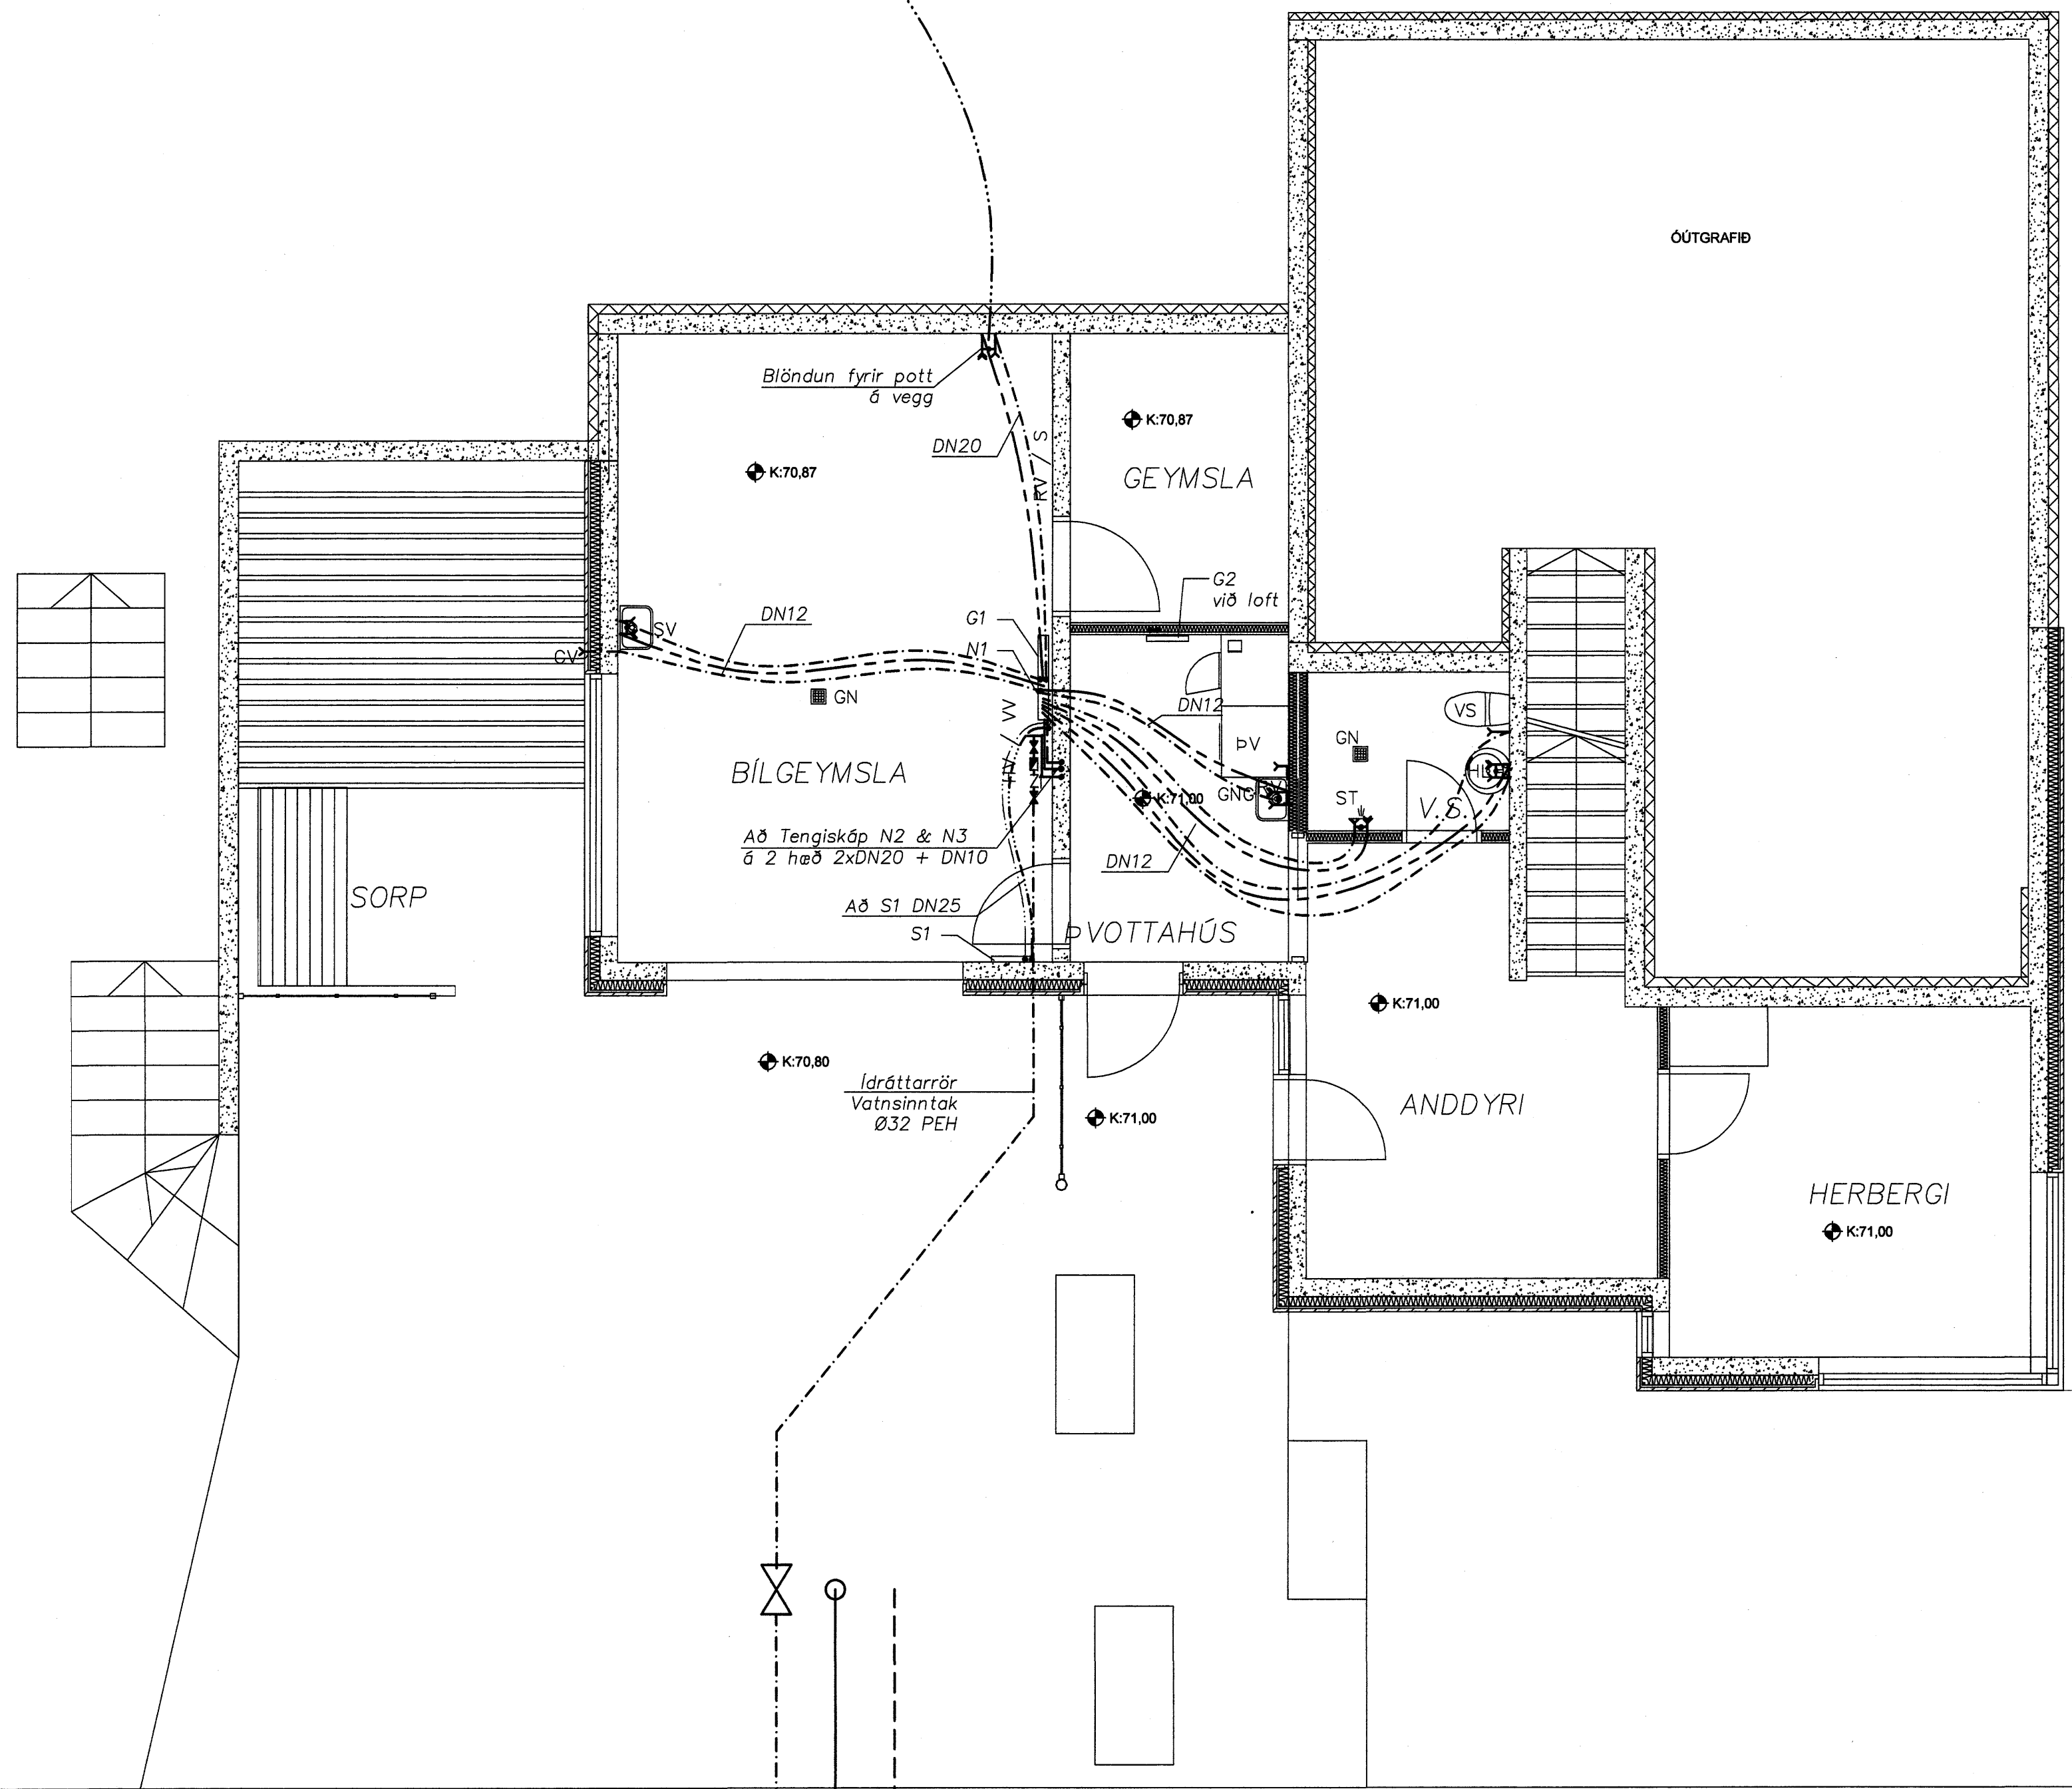 ÓÚTGRAFIÐ
Blöndun fyrir pott
á vegg
DN20
RV / S
K:70,87
GEYMSLA
K:70,87
G2
við loft
G1
N1
DN12
SV
GV
GN
DN12
VV
HV
ÞV
GN
VS
HL
BÍLGEYMSLA
K:71,00
GNG
ST
V.S
Að Tengiskáp N2 & N3
á 2 hæð 2xDN20 + DN10
DN12
SORP
Að S1 DN25
S1
ÞVOTTAHÚS
K:71,00
K:70,80
Ídráttarrör
Vatnsinntak
Ø32 PEH
K:71,00
ANDDYRI
HERBERGI
K:71,00